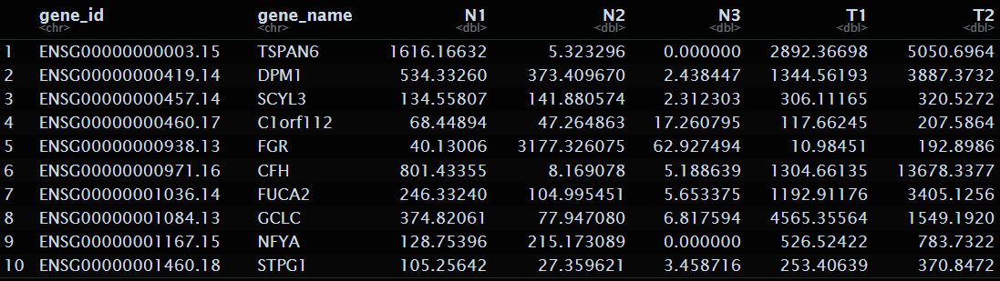 gene_id gene_name N1 N2 N3 T1 T2
<chr> <chr> <dbl> <dbl> <dbl> <dbl> <dbl>
1 ENSG00000000003.15 TSPAN6 1616.16632 5.323296 0.000000 2892.36698 5050.6964
2 ENSG00000000419.14 DPM1 534.33260 373.409670 2.438447 1344.56193 3887.3732
3 ENSG00000000457.14 SCYL3 134.55807 141.880574 2.312303 306.11165 320.5272
4 ENSG00000000460.17 C1orf112 68.44894 47.264863 17.260795 117.66245 207.5864
5 ENSG00000000938.13 FGR 40.13006 3177.326075 62.927494 10.98451 192.8986
6 ENSG00000000971.16 CFH 801.43355 8.169078 5.188639 1304.66135 13678.3377
7 ENSG00000001036.14 FUCA2 246.33240 104.995451 5.653375 1192.91176 3405.1256
8 ENSG00000001084.13 GCLC 374.82061 77.947080 6.817594 4565.35564 1549.1920
9 ENSG00000001167.15 NFYA 128.75396 215.173089 0.000000 526.52422 783.7322
10 ENSG00000001460.18 STPG1 105.25642 27.359621 3.458716 253.40639 370.8472